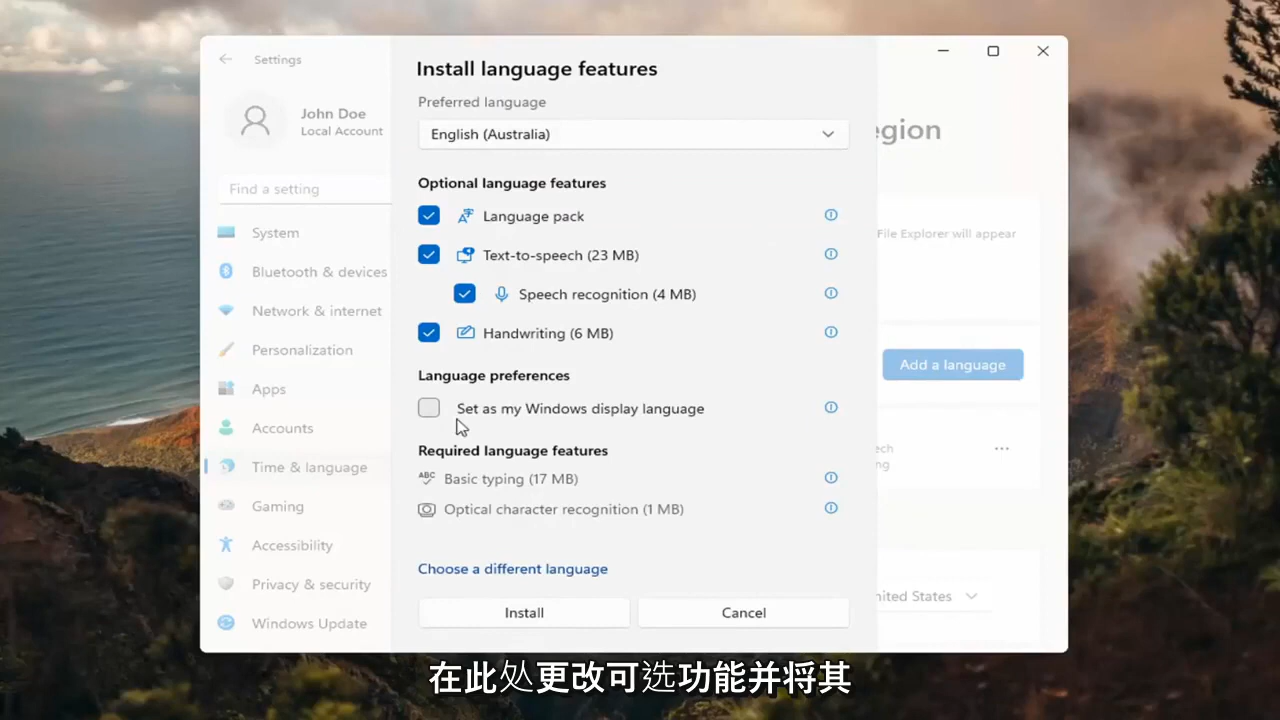 Settings
John Doe
Local Account
Find a setting
System
Bluetooth & devices
Network & internet
Personalization
Apps
Accounts
Time & language
Gaming
Accessibility
Privacy & security
Windows Update
Install language features
Preferred language
English (Australia)
Optional language features
Language pack
Text-to-speech (23 MB)
Speech recognition (4 MB)
Handwriting (6 MB)
Language preferences
Set as my Windows display language
Required language features
ABC
Basic typing (17 MB)
Optical character recognition (1 MB)
Choose a different language
Install
Cancel
egion
File Explorer will appear
Add a language
ech
ng
nited States
在此处更改可选功能并将其